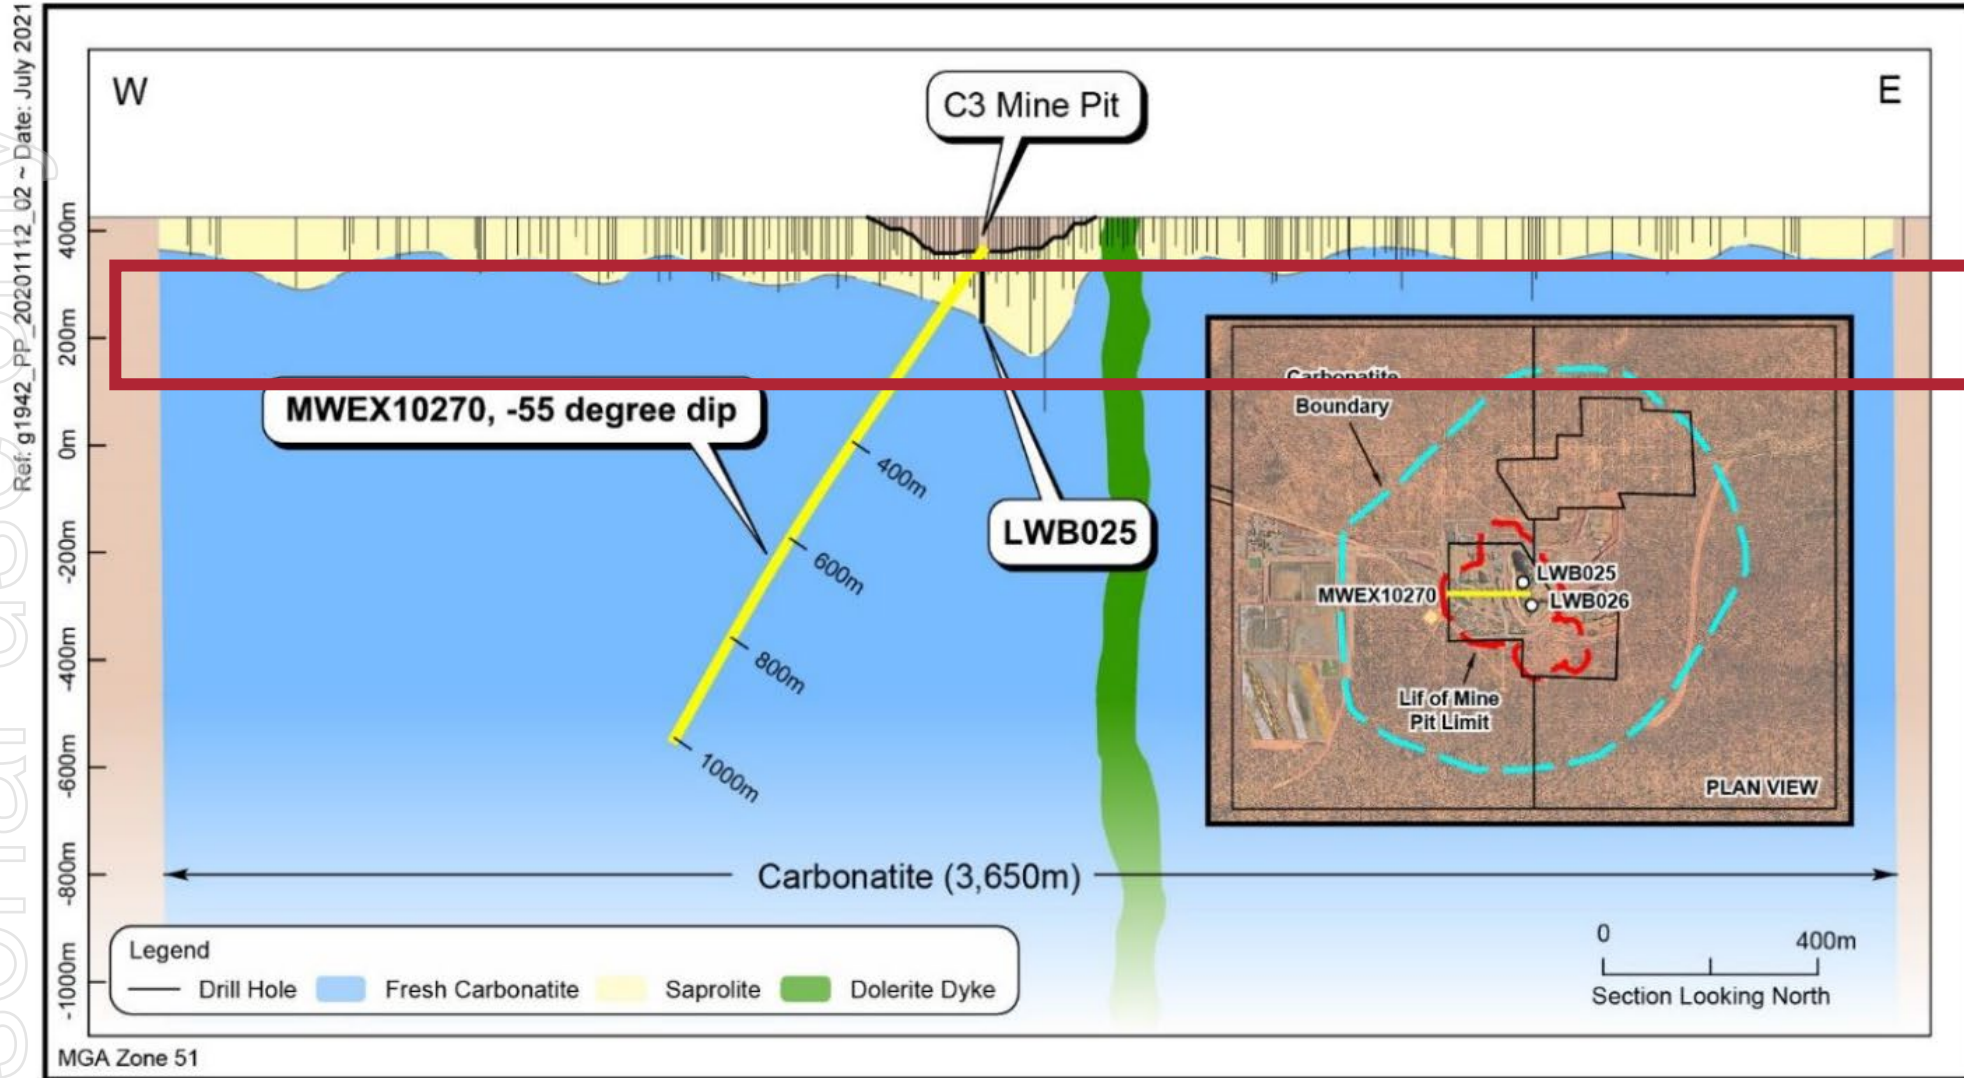 Ref: g1942_PP_20201112_02 ~ Date: July 2021
W
E
C3 Mine Pit
400m
200m
0m
-200m
-400m
-600m
-800m
-1000m
MWEX10270, -55 degree dip
LWB025
400m
600m
800m
1000m
Carbonatite
Boundary
MWEX10270
LWB025
LWB026
Lif of Mine
Pit Limit
PLAN VIEW
Carbonatite (3,650m)
Legend
Drill Hole
Fresh Carbonatite
Saprolite
Dolerite Dyke
0
400m
Section Looking North
MGA Zone 51